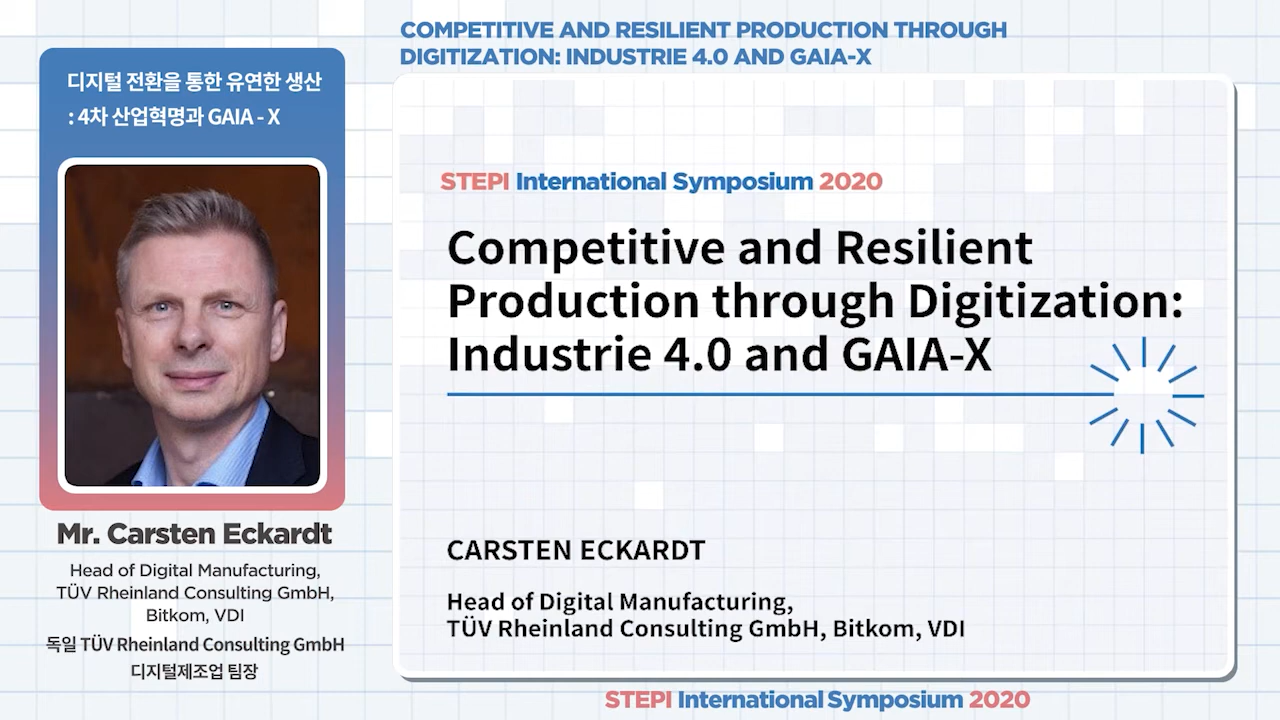 COMPETITIVE AND RESILIENT PRODUCTION THROUGH
DIGITIZATION: INDUSTRIE 4.0 AND GAIA-X
디지털 전환을 통한 유연한 생산
: 4차 산업혁명과 GAIA - X
Mr. Carsten Eckardt
Head of Digital Manufacturing,
TÜV Rheinland Consulting GmbH,
Bitkom, VDI
독일 TÜV Rheinland Consulting GmbH
디지털제조업 팀장
STEPI International Symposium 2020
Competitive and Resilient
Production through Digitization:
Industrie 4.0 and GAIA-X
CARSTEN ECKARDT
Head of Digital Manufacturing,
TÜV Rheinland Consulting GmbH, Bitkom, VDI
STEPI International Symposium 2020